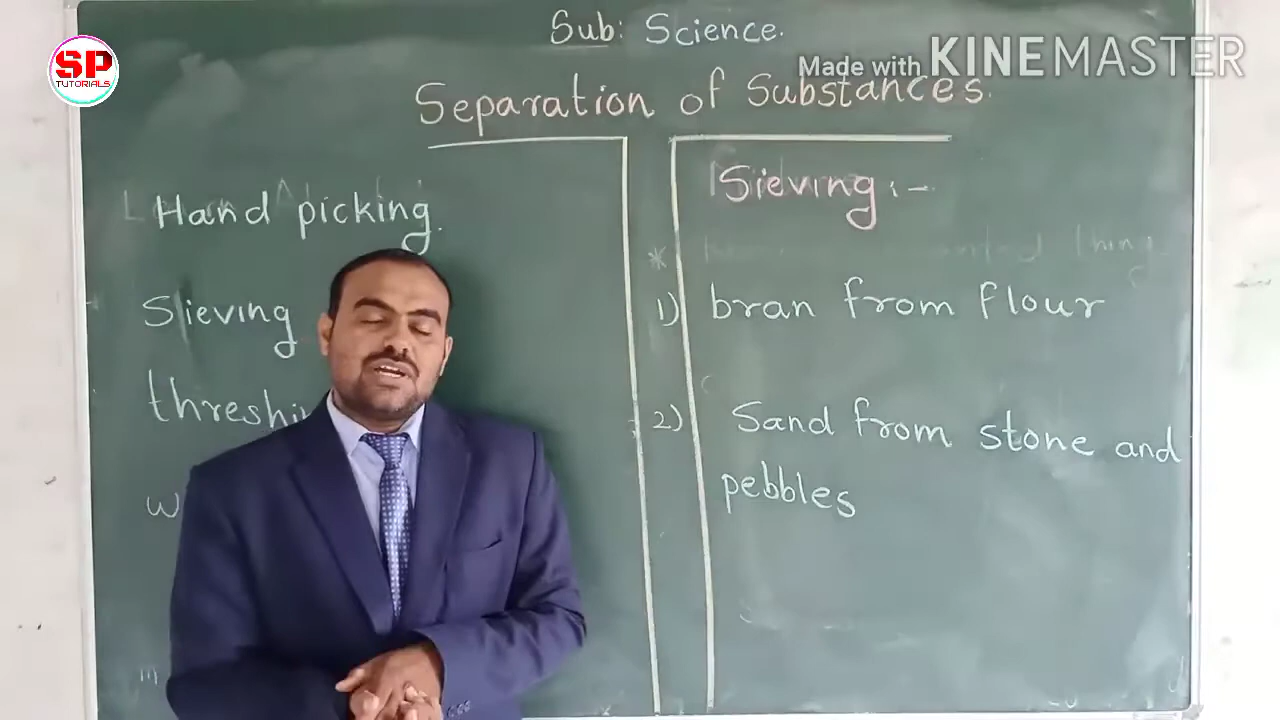 SP
TUTORIALS
Made with KINEMASTER
Sub: Science.
Separation of Substances.
Hand picking.
Sieving
threshi
w
Sieving :-
1) bran from flour
2) Sand from stone and
pebbles